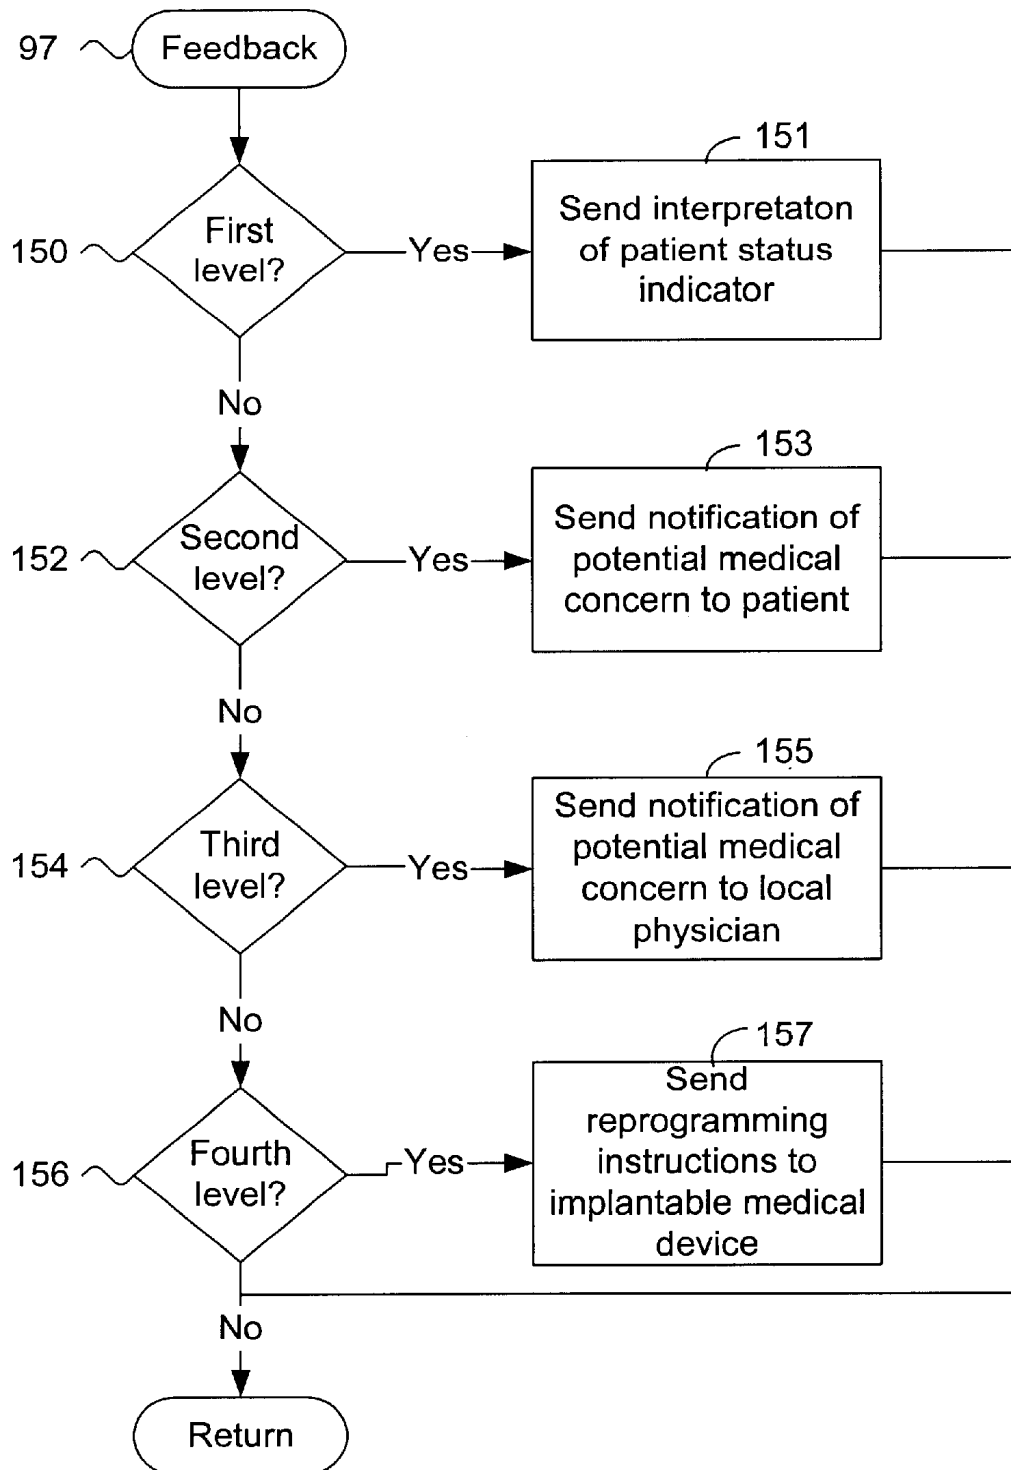 97
Feedback
151
150
First
level?
Yes
Send interpretaton
of patient status
indicator
No
153
152
Second
level?
Yes
Send notification of
potential medical
concern to patient
No
155
154
Third
level?
Yes
Send notification of
potential medical
concern to local
physician
No
157
156
Fourth
level?
Yes
Send
reprogramming
instructions to
implantable medical
device
No
Return